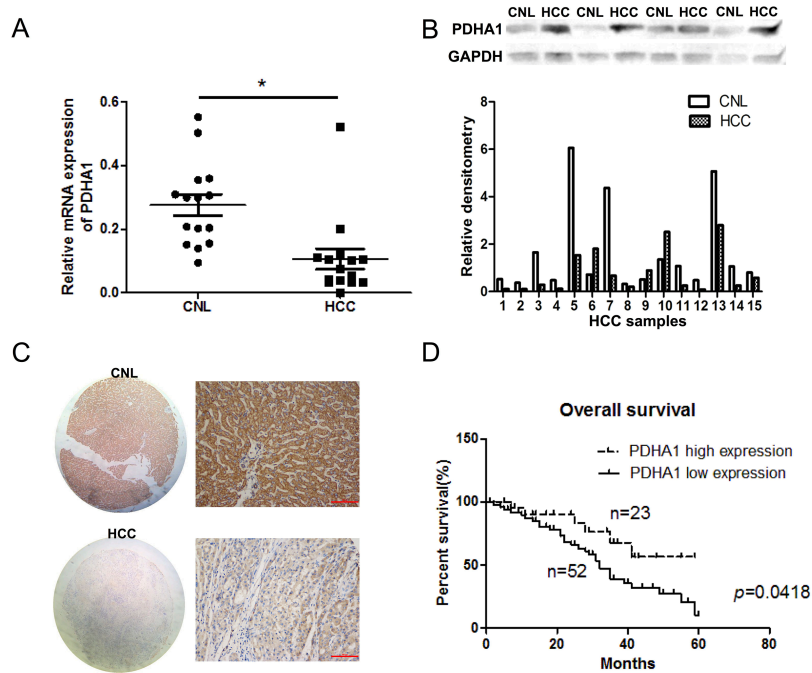 A
*
Relative mRNA expression
of PDHA1
0.6
0.4
0.2
0.0
CNL
HCC
B
CNL HCC CNL HCC CNL HCC CNL HCC
PDHA1
GAPDH
Relative densitometry
8
6
4
2
0
CNL
HCC
1 2 3 4 5 6 7 8 9 10 11 12 13 14 15
HCC samples
C
CNL
HCC
D
Overall survival
Percent survival(%)
150
100
50
0
PDHA1 high expression
PDHA1 low expression
n=23
n=52
p=0.0418
0 20 40 60 80
Months